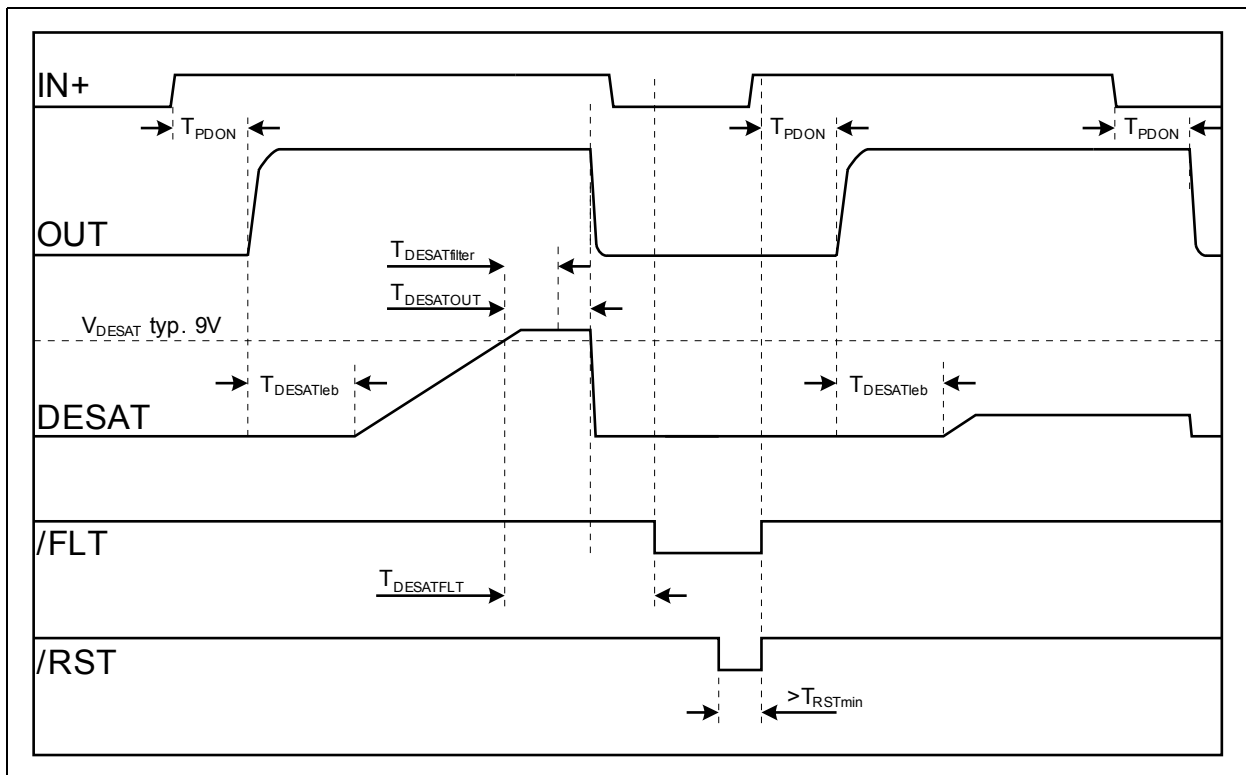 IN+
TPDON TPDON TPDON
OUT
TDESATfilter
TDESATOUT
VDESAT typ. 9V
TDESATleb TDESATleb
DESAT
/FLT
TDESATFLT
/RST
>TRSTmin